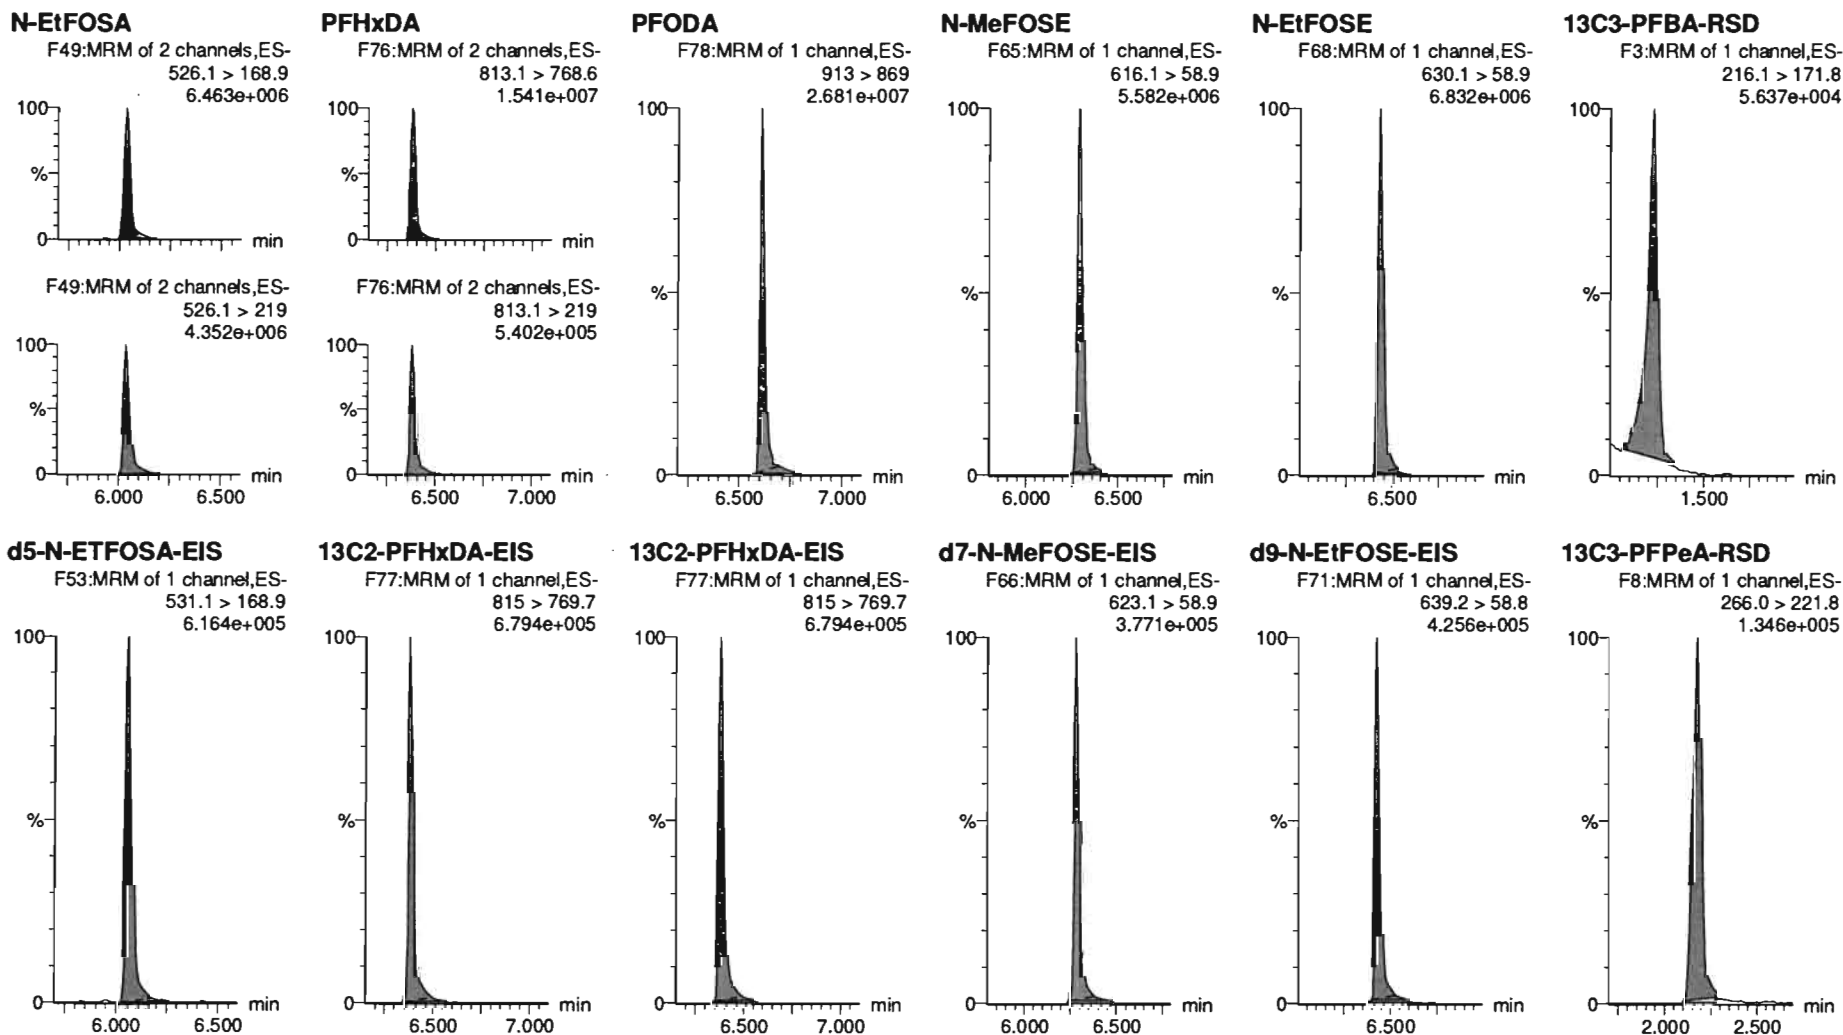 N-EtFOSA
F49:MRM of 2 channels,ES-
526.1 > 168.9
6.463e+006
100
%
0
min
F49:MRM of 2 channels,ES-
526.1 > 219
4.352e+006
100
%
0
min
6.000
6.500
PFHxDA
F76:MRM of 2 channels,ES-
813.1 > 768.6
1.541e+007
100
%
0
min
F76:MRM of 2 channels,ES-
813.1 > 219
5.402e+005
100
%
0
min
6.500
7.000
PFODA
F78:MRM of 1 channel,ES-
913 > 869
2.681e+007
100
%
0
min
6.500
7.000
N-MeFOSE
F65:MRM of 1 channel,ES-
616.1 > 58.9
5.582e+006
100
%
0
min
6.000
6.500
N-EtFOSE
F68:MRM of 1 channel,ES-
630.1 > 58.9
6.832e+006
100
%
0
min
6.500
13C3-PFBA-RSD
F3:MRM of 1 channel,ES-
216.1 > 171.8
5.637e+004
100
%
0
min
1.500
d5-N-ETFOSA-EIS
F53:MRM of 1 channel,ES-
531.1 > 168.9
6.164e+005
100
%
0
min
6.000
6.500
13C2-PFHxDA-EIS
F77:MRM of 1 channel,ES-
815 > 769.7
6.794e+005
100
%
0
min
6.500
7.000
13C2-PFHxDA-EIS
F77:MRM of 1 channel,ES-
815 > 769.7
6.794e+005
100
%
0
min
6.500
7.000
d7-N-MeFOSE-EIS
F66:MRM of 1 channel,ES-
623.1 > 58.9
3.771e+005
100
%
0
min
6.000
6.500
d9-N-EtFOSE-EIS
F71:MRM of 1 channel,ES-
639.2 > 58.8
4.256e+005
100
%
0
min
6.500
13C3-PFPeA-RSD
F8:MRM of 1 channel,ES-
266.0 > 221.8
1.346e+005
100
%
0
min
2.000
2.500